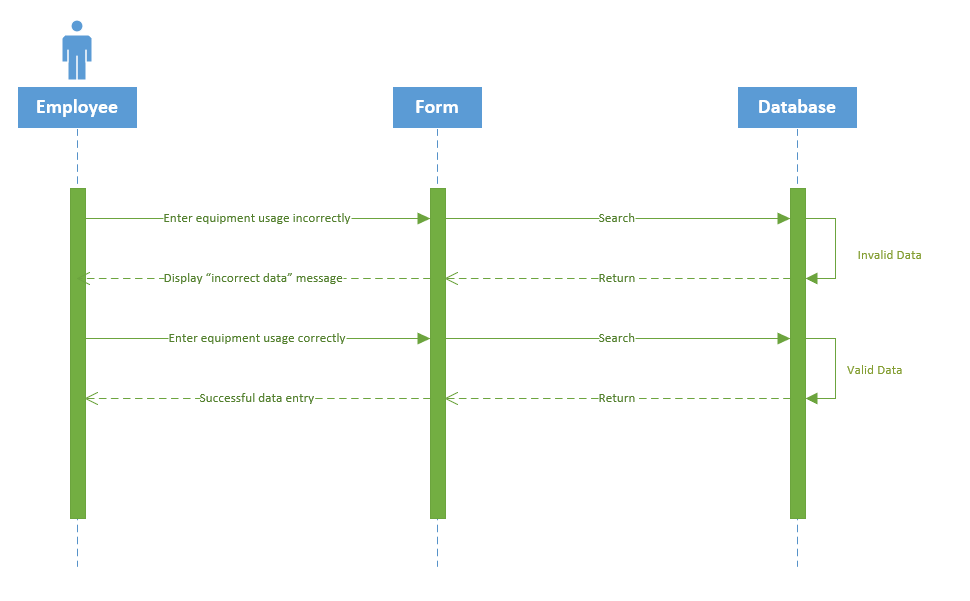 Employee
Form
Database
Enter equipment usage incorrectly
Search
Invalid Data
Display “incorrect data” message
Return
Enter equipment usage correctly
Search
Valid Data
Successful data entry
Return